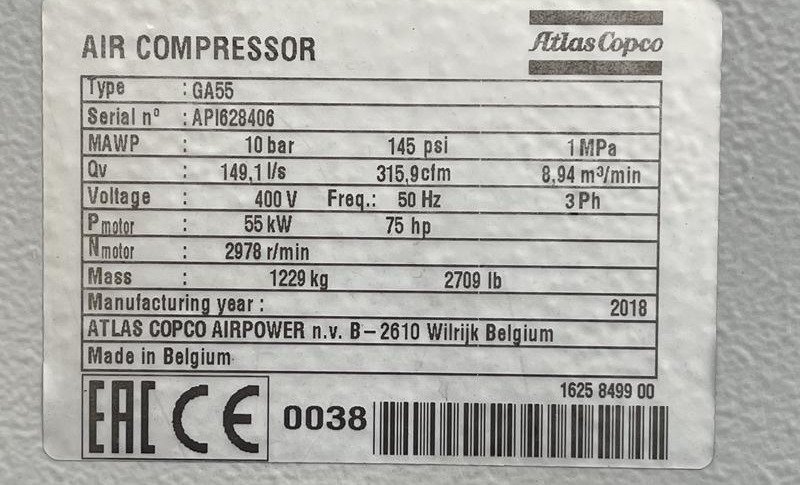 AIR COMPRESSOR
Atlas Copco
Type : GA55
Serial nº : API628406
MAWP : 10 bar 145 psi 1 MPa
Qv : 149,1 l/s 315,9cfm 8,94 m³/min
Voltage : 400 V Freq.: 50 Hz 3 Ph
Pmotor : 55 kW 75 hp
Nmotor : 2978 r/min
Mass : 1229 kg 2709 lb
Manufacturing year : 2018
ATLAS COPCO AIRPOWER n.v. B–2610 Wilrijk Belgium
Made in Belgium
1625 8499 00
EAC CE 0038